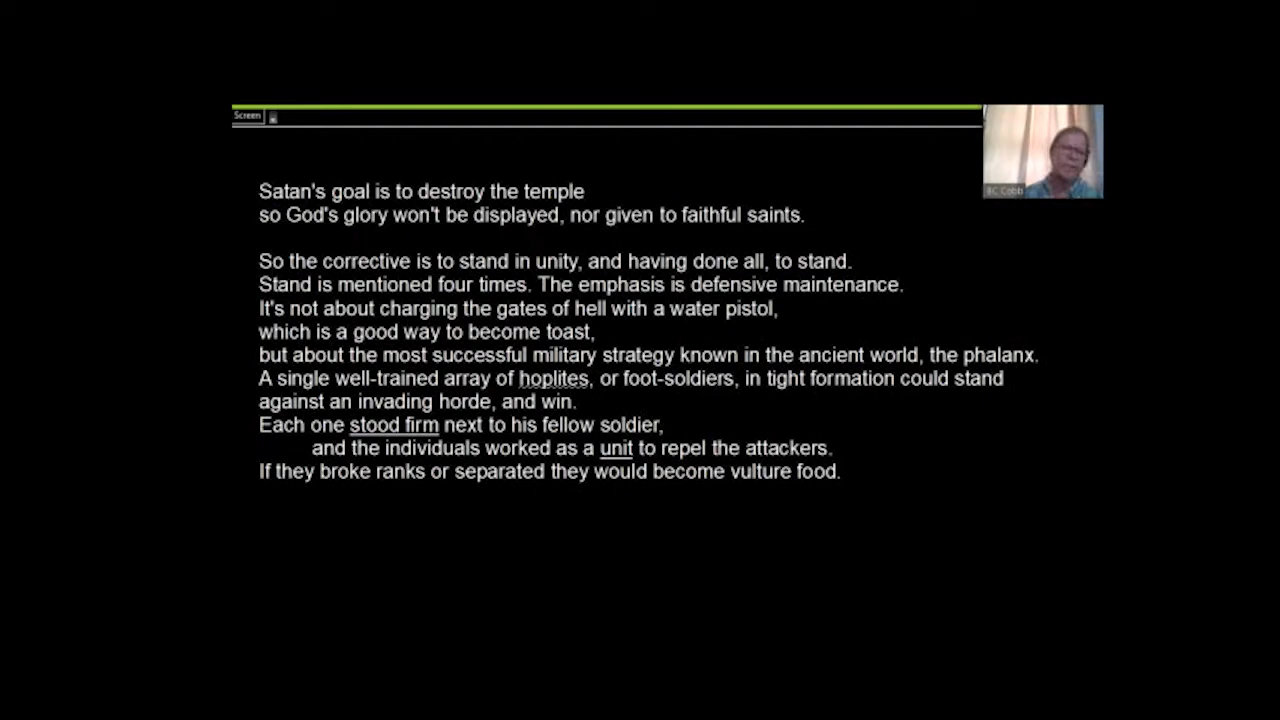 Screen
RC Cobb
Satan's goal is to destroy the temple
so God's glory won't be displayed, nor given to faithful saints.
So the corrective is to stand in unity, and having done all, to stand.
Stand is mentioned four times. The emphasis is defensive maintenance.
It's not about charging the gates of hell with a water pistol,
which is a good way to become toast,
but about the most successful military strategy known in the ancient world, the phalanx.
A single well-trained array of hoplites, or foot-soldiers, in tight formation could stand
against an invading horde, and win.
Each one stood firm next to his fellow soldier,
and the individuals worked as a unit to repel the attackers.
If they broke ranks or separated they would become vulture food.